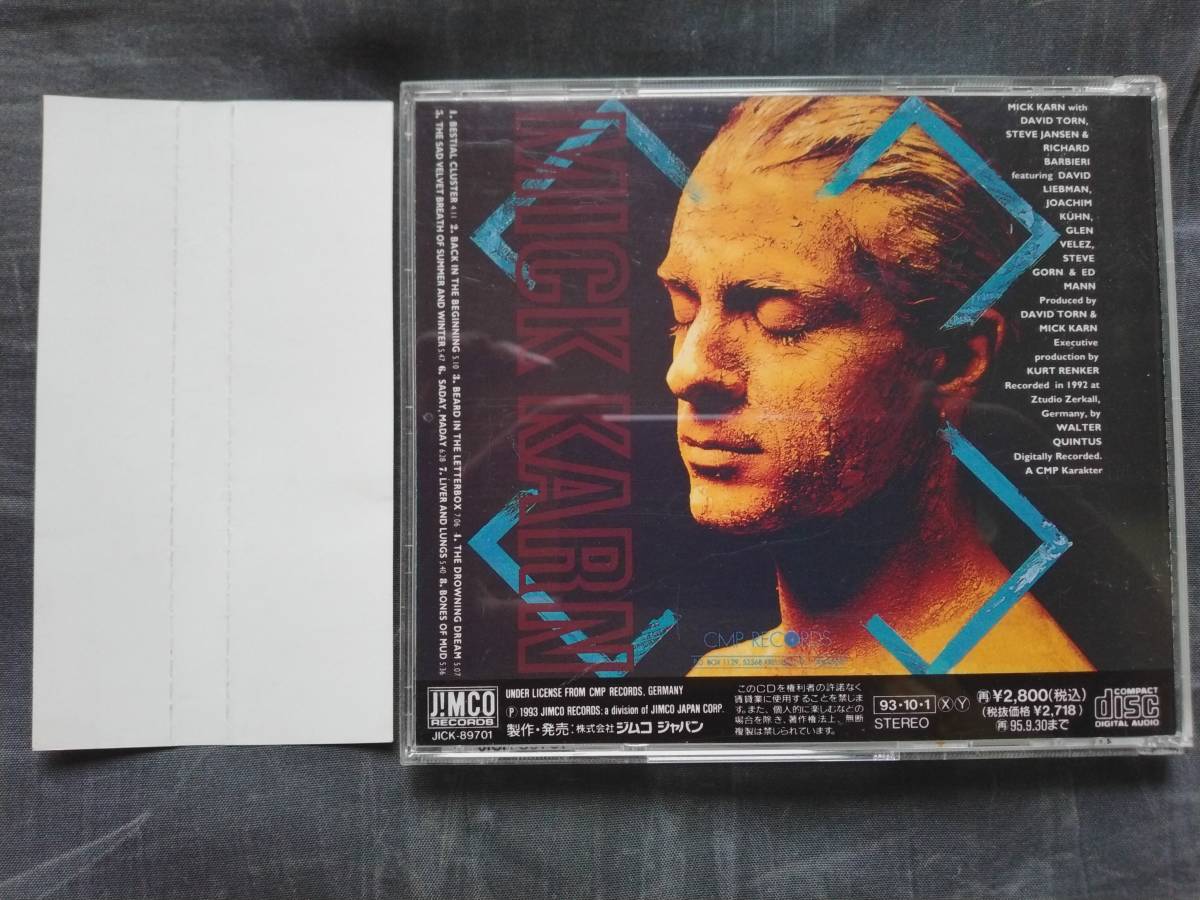 MICK KARN
1. BESTIAL CLUSTER 4:11 2. BACK IN THE BEGINNING 5:10 3. BEARD IN THE LETTERBOX 7:06 4. THE DROWNING DREAM 5:07
5. THE SAD VELVET BREATH OF SUMMER AND WINTER 5:47 6. SADAY, MADAY 6:28 7. LIVER AND LUNGS 5:40 8. BONES OF MUD 5:36
MICK KARN with
DAVID TORN,
STEVE JANSEN &
RICHARD
BARBIERI
featuring DAVID
LIEBMAN,
JOACHIM
KÜHN,
GLEN
VELEZ,
STEVE
GORN & ED
MANN
Produced by
DAVID TORN &
MICK KARN
Executive
production by
KURT RENKER
Recorded in 1992 at
Ztudio Zerkall,
Germany, by
WALTER
QUINTUS
Digitally Recorded.
A CMP Karakter
CMP RECORDS
BOX 1129, 52368
JIMCO
RECORDS
JICK-89701
UNDER LICENSE FROM CMP RECORDS, GERMANY
Ⓟ 1993 JIMCO RECORDS: a division of JIMCO JAPAN CORP.
製作・発売：株式会社 ジムコ ジャパン
このCDを権利者の許諾なく
賃貸業に使用することを禁じま
す。また、個人的に楽しむなどの
場合を除き、著作権法上、無断
複製は禁じられています。
93・10・1 Ⓧ Ⓨ
STEREO
再 ¥2,800(税込)
(税抜価格 ¥2,718)
再 95.9.30まで
COMPACT
disc
DIGITAL AUDIO